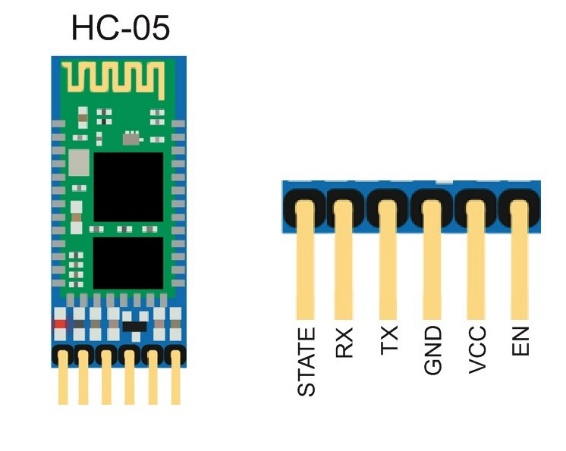 HC-05
STATE
RX
TX
GND
VCC
EN